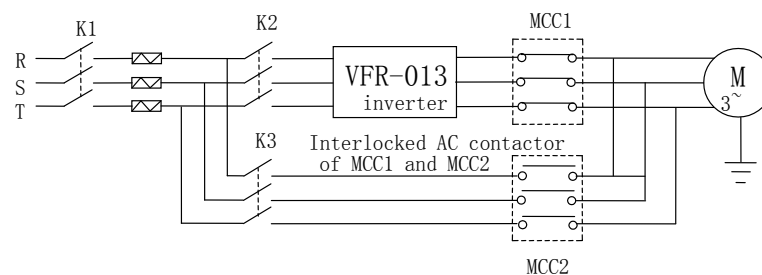 K1
K2
MCC1
R
S
T
VFR-013
inverter
M
3~
K3
Interlocked AC contactor
of MCC1 and MCC2
MCC2